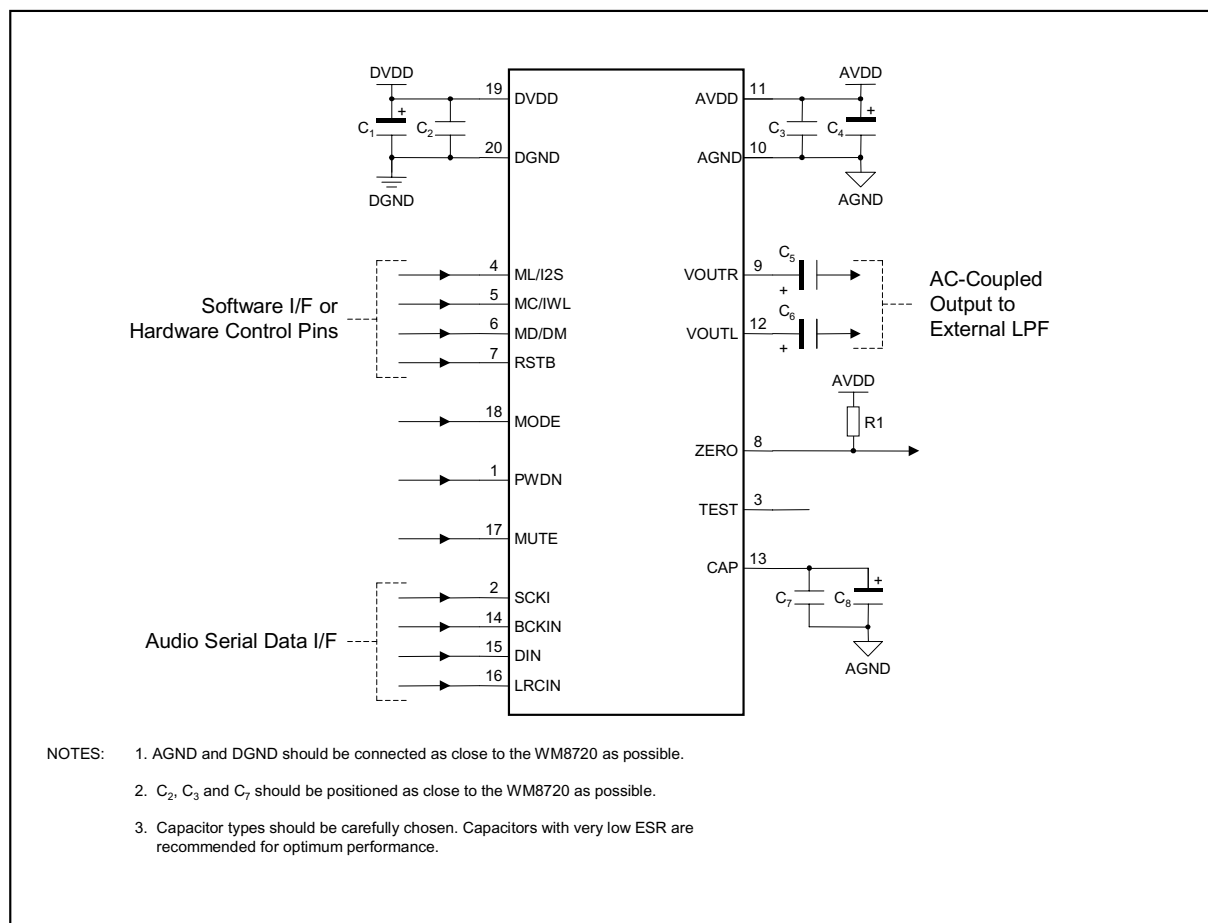 DVDD
19
DVDD
C1
+
C2
20
DGND
DGND
AVDD
11
AVDD
C3
+
C4
10
AGND
AGND
Software I/F or
Hardware Control Pins
4
ML/I2S
5
MC/IWL
6
MD/DM
7
RSTB
18
MODE
1
PWDN
17
MUTE
Audio Serial Data I/F
2
SCKI
14
BCKIN
15
DIN
16
LRCIN
VOUTR
9
C5
+
VOUTL
12
C6
+
AC-Coupled
Output to
External LPF
AVDD
R1
ZERO
8
TEST
3
CAP
13
C7
+
C8
AGND
NOTES: 1. AGND and DGND should be connected as close to the WM8720 as possible.
2. C2, C3 and C7 should be positioned as close to the WM8720 as possible.
3. Capacitor types should be carefully chosen. Capacitors with very low ESR are
recommended for optimum performance.